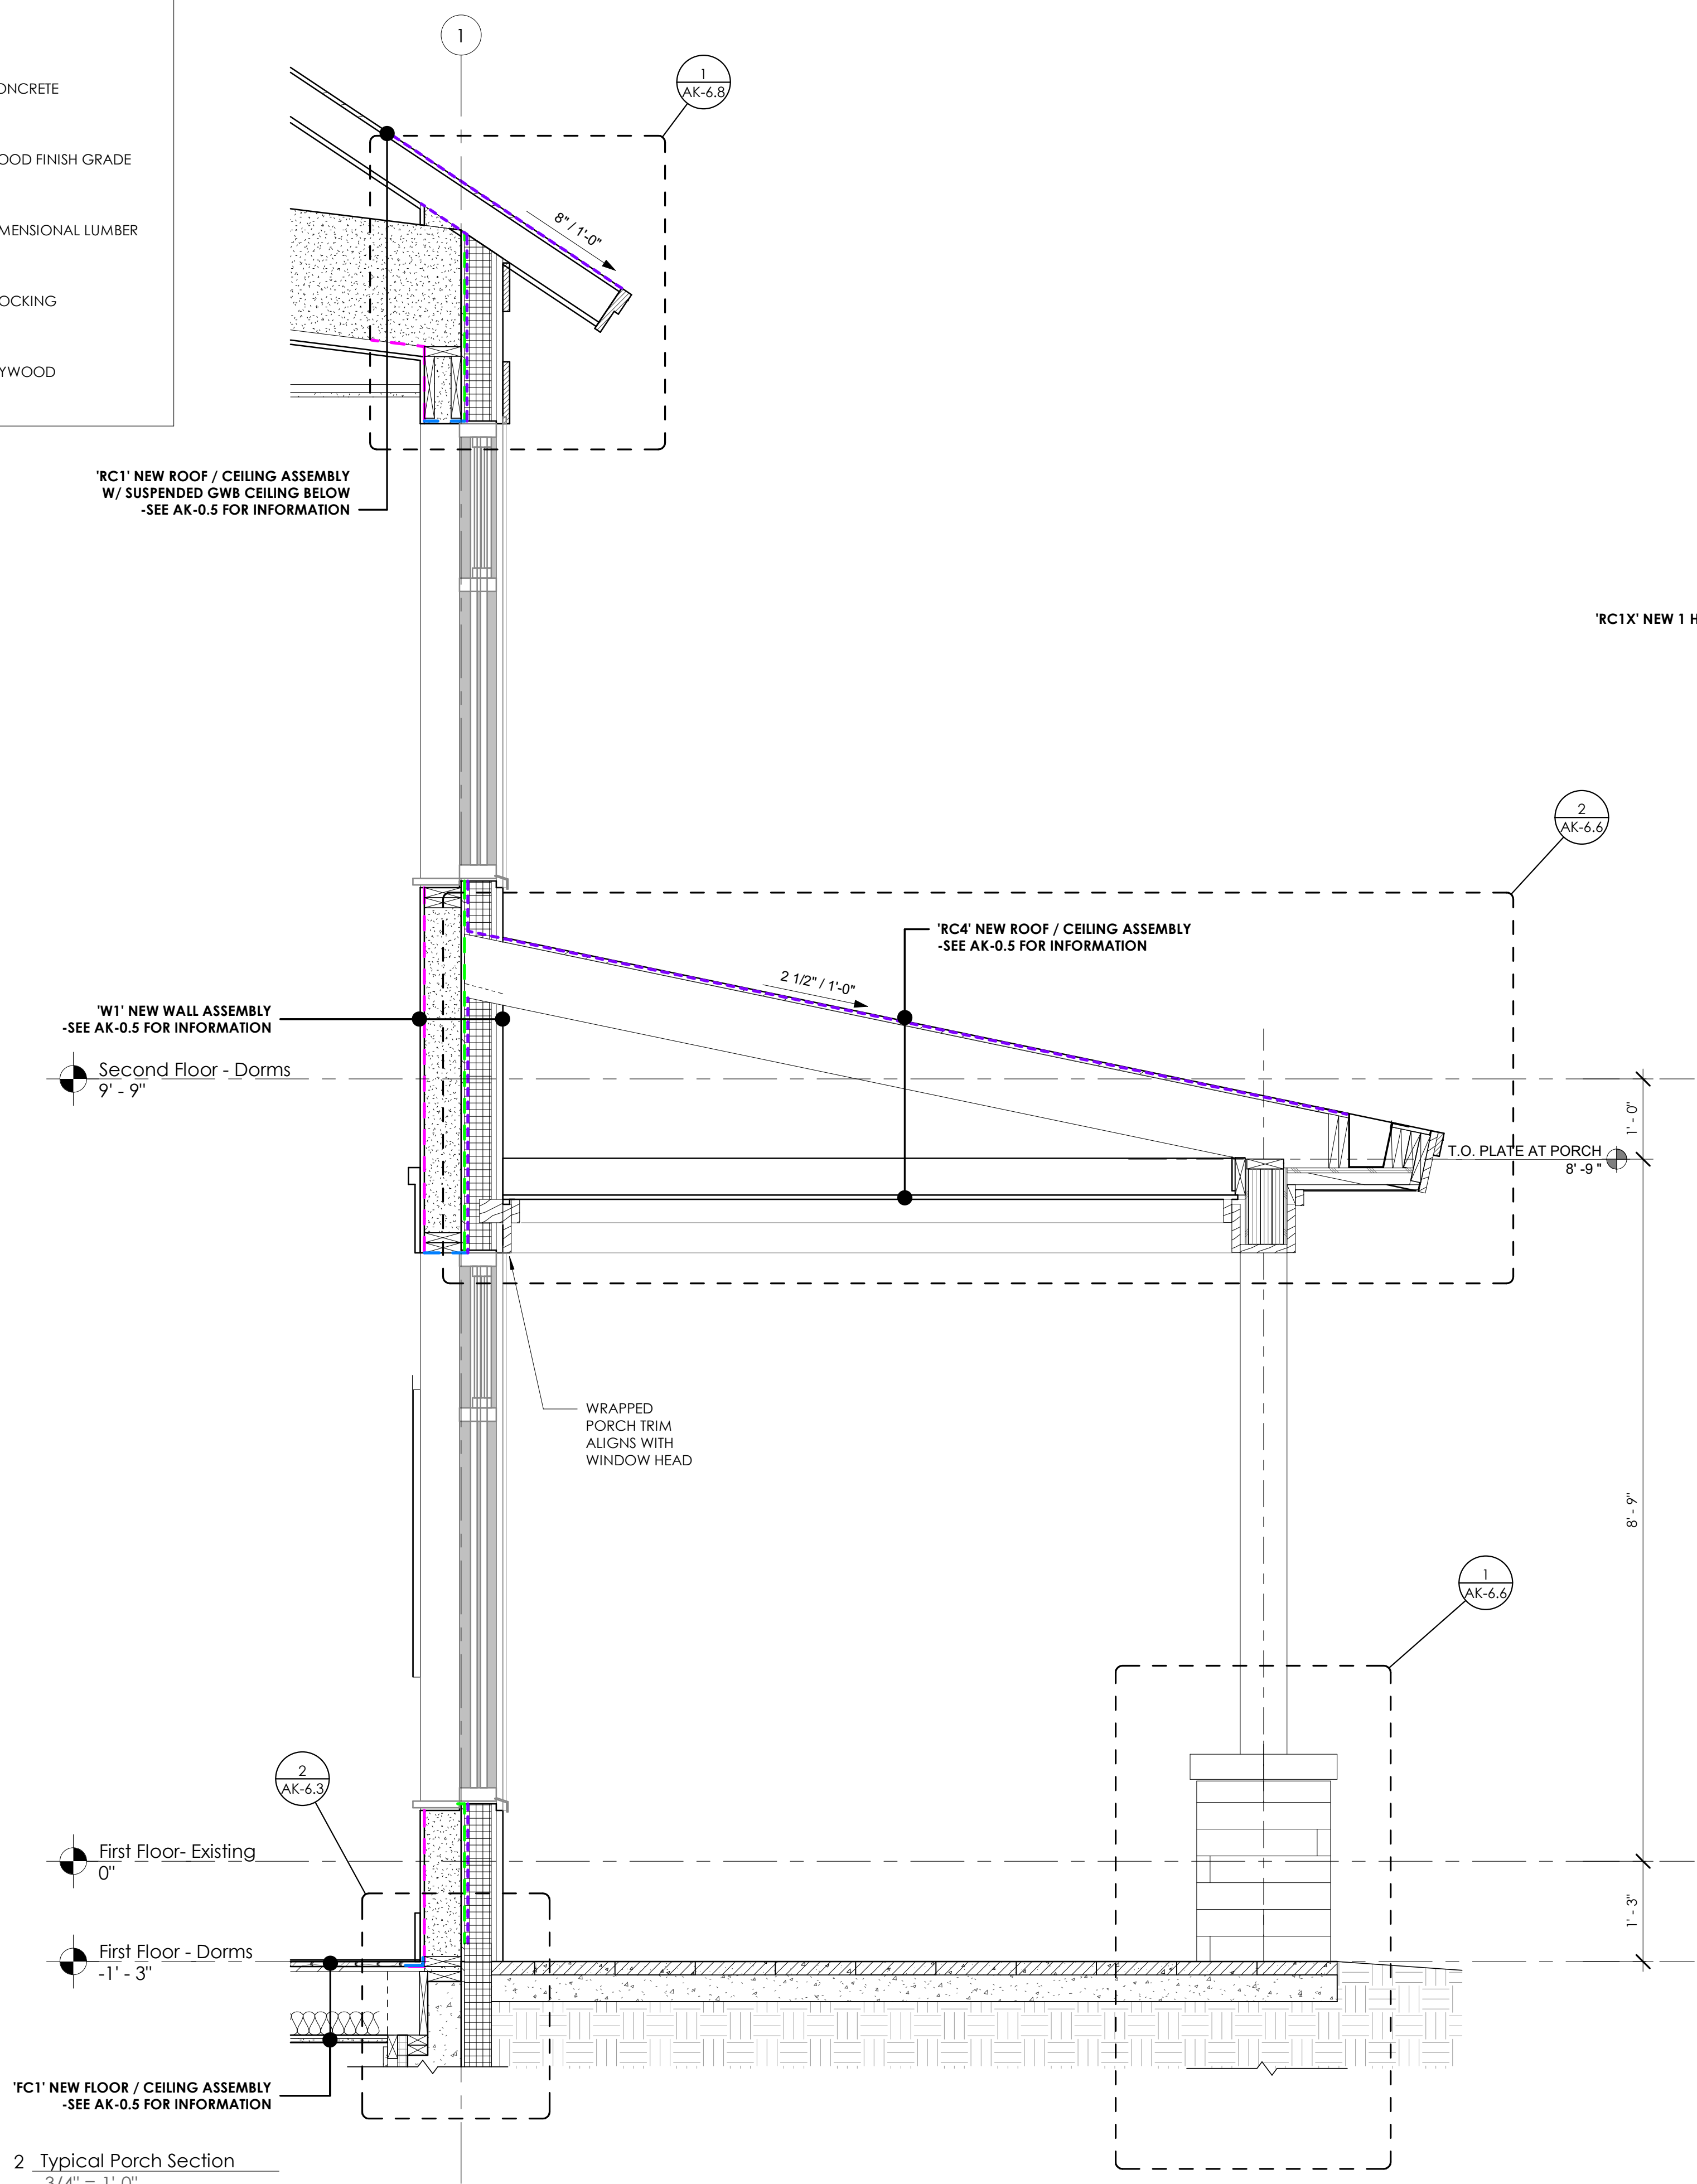 1
1
AK-6.8
8" / 1'-0"
'RC1' NEW ROOF / CEILING ASSEMBLY
W/ SUSPENDED GWB CEILING BELOW
-SEE AK-0.5 FOR INFORMATION
ONCRETE
OOD FINISH GRADE
MENSIONAL LUMBER
OCKING
YWOOD
'RC1X' NEW 1 H
2
AK-6.6
'RC4' NEW ROOF / CEILING ASSEMBLY
-SEE AK-0.5 FOR INFORMATION
2 1/2" / 1'-0"
'W1' NEW WALL ASSEMBLY
-SEE AK-0.5 FOR INFORMATION
Second Floor - Dorms
9' - 9"
1' - 0"
T.O. PLATE AT PORCH
8' -9 "
WRAPPED
PORCH TRIM
ALIGNS WITH
WINDOW HEAD
8' - 9"
1
AK-6.6
2
AK-6.3
First Floor- Existing
0"
1' - 3"
First Floor - Dorms
-1' - 3"
'FC1' NEW FLOOR / CEILING ASSEMBLY
-SEE AK-0.5 FOR INFORMATION
2 Typical Porch Section
3/4" = 1'-0"